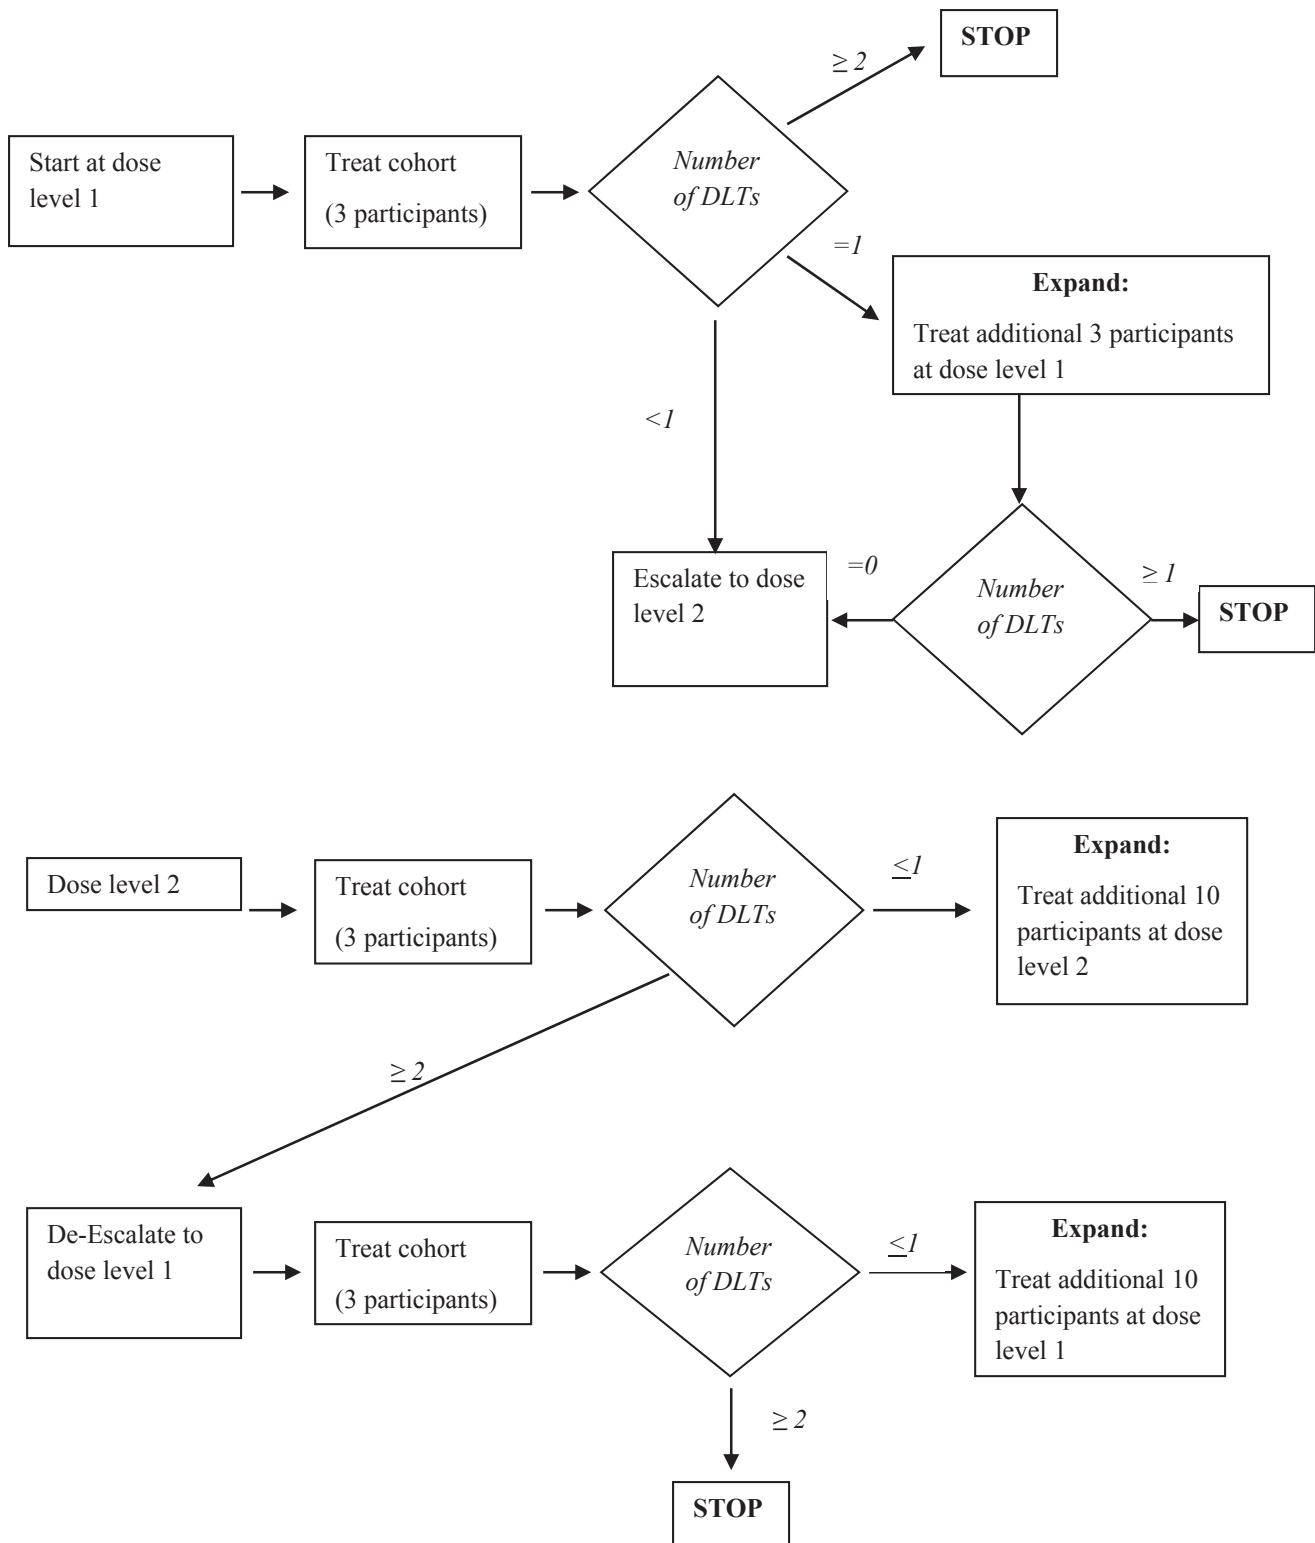 STOP
≥ 2
Start at dose
level 1
Treat cohort
(3 participants)
Number
of DLTs
=1
Expand:
Treat additional 3 participants
at dose level 1
<1
Escalate to dose
level 2
=0
Number
of DLTs
≥ 1
STOP
Dose level 2
Treat cohort
(3 participants)
Number
of DLTs
≤1
Expand:
Treat additional 10
participants at dose
level 2
≥ 2
De-Escalate to
dose level 1
Treat cohort
(3 participants)
Number
of DLTs
≤1
Expand:
Treat additional 10
participants at dose
level 1
≥ 2
STOP